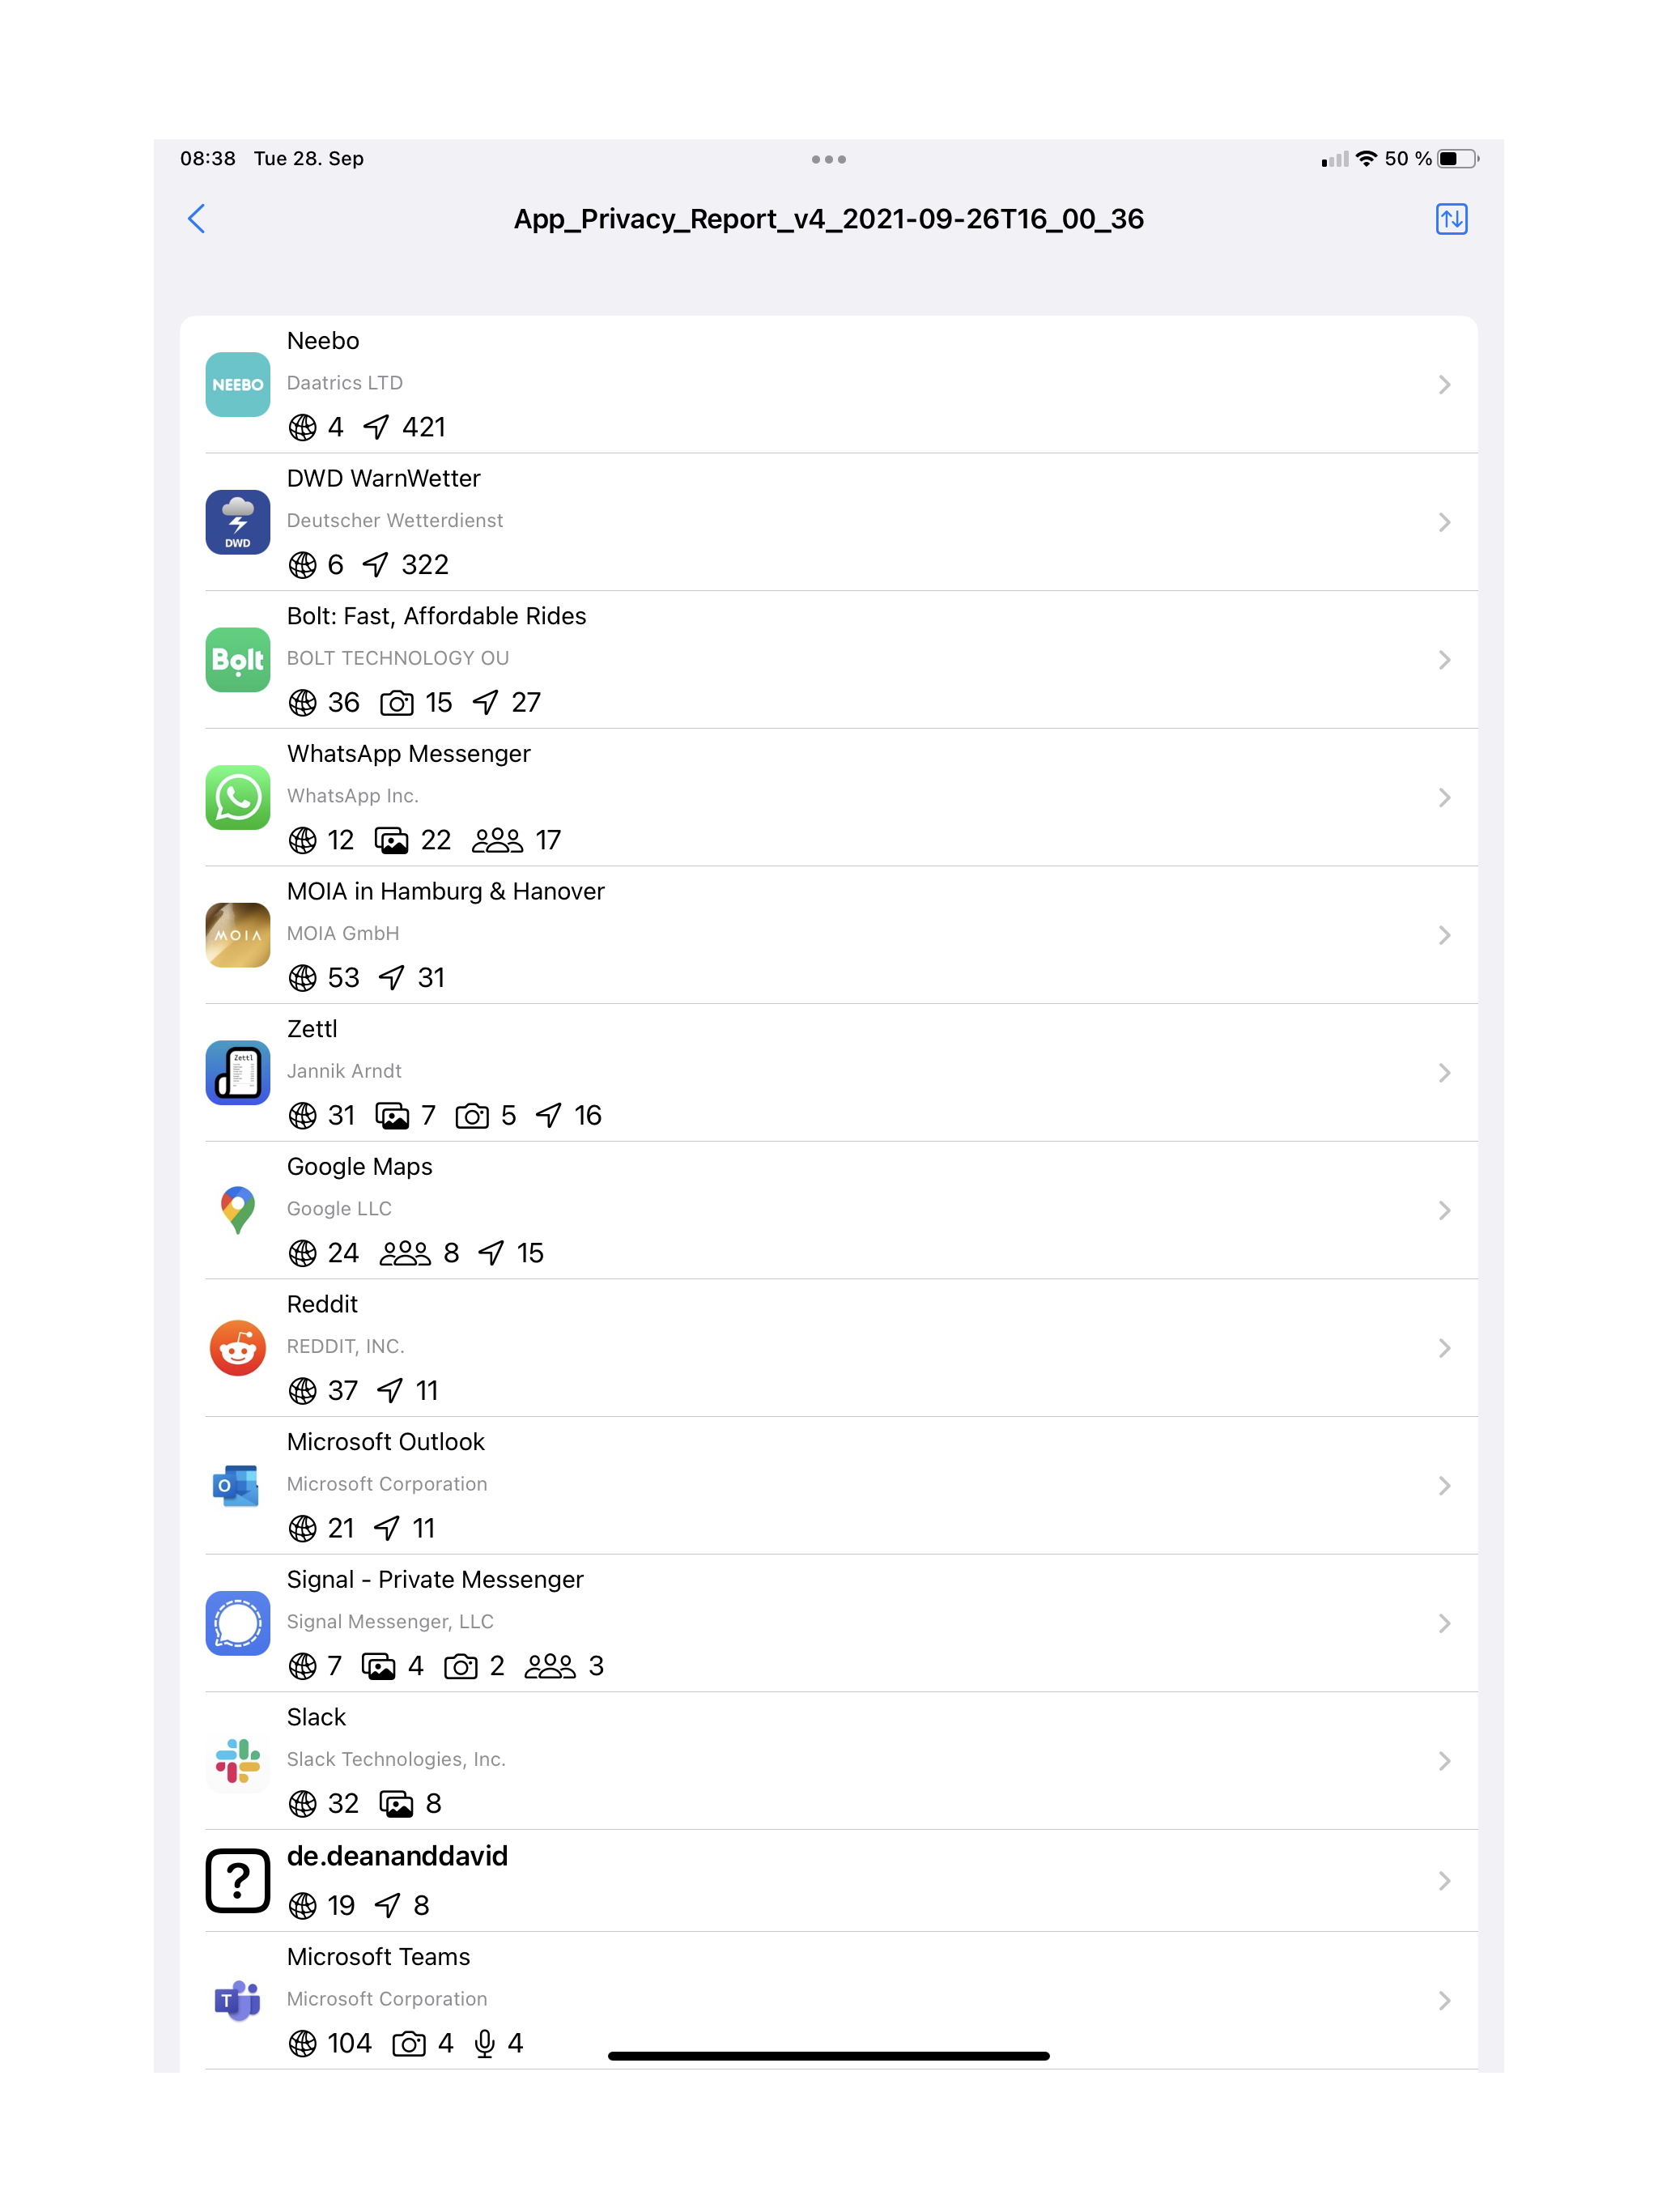 08:38 Tue 28. Sep
50 %
App_Privacy_Report_v4_2021-09-26T16_00_36
Neebo
NEEBO
Daatrics LTD
4 421
DWD WarnWetter
DWD
Deutscher Wetterdienst
6 322
Bolt: Fast, Affordable Rides
Bolt
BOLT TECHNOLOGY OU
36 15 27
WhatsApp Messenger
WhatsApp Inc.
12 22 17
MOIA in Hamburg & Hanover
MOIA
MOIA GmbH
53 31
Zettl
Zettl
Jannik Arndt
31 7 5 16
Google Maps
Google LLC
24 8 15
Reddit
REDDIT, INC.
37 11
Microsoft Outlook
O
Microsoft Corporation
21 11
Signal - Private Messenger
Signal Messenger, LLC
7 4 2 3
Slack
Slack Technologies, Inc.
32 8
de.deananddavid
?
19 8
Microsoft Teams
T
Microsoft Corporation
104 4 4